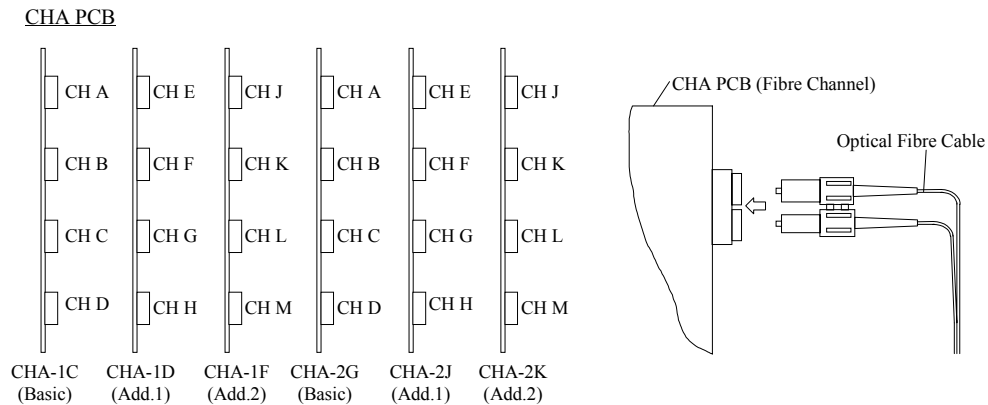 CHA PCB
CH A CH E CH J CH A CH E CH J
CH B CH F CH K CH B CH F CH K
CH C CH G CH L CH C CH G CH L
CH D CH H CH M CH D CH H CH M
CHA-1C CHA-1D CHA-1F CHA-2G CHA-2J CHA-2K
(Basic) (Add.1) (Add.2) (Basic) (Add.1) (Add.2)
CHA PCB (Fibre Channel)
Optical Fibre Cable